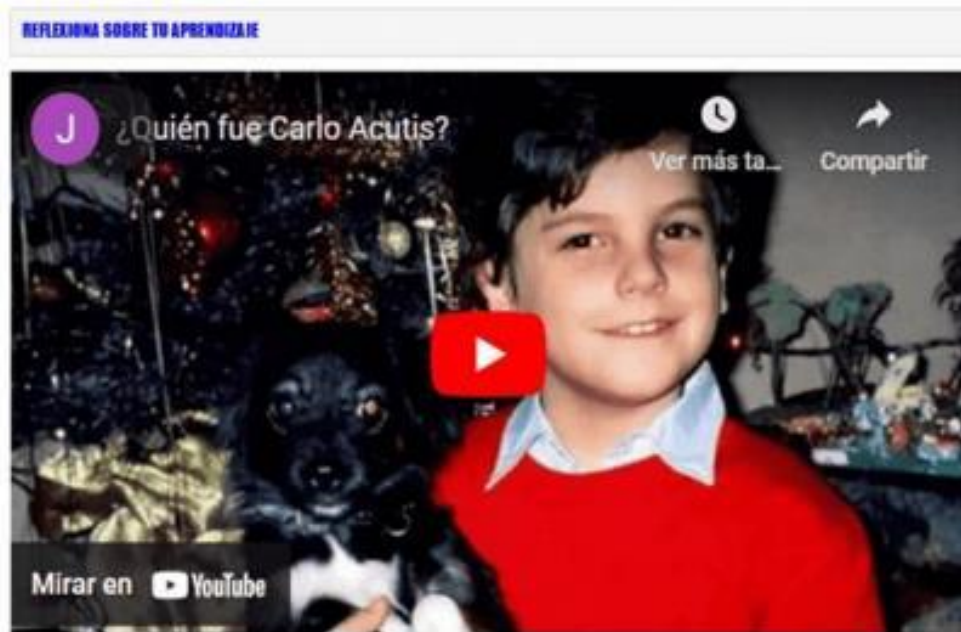 REFLEXIONA SOBRE TU APRENDIZAJE
J ¿Quién fue Carlo Acutis?
Ver más ta...
Compartir
Mirar en YouTube